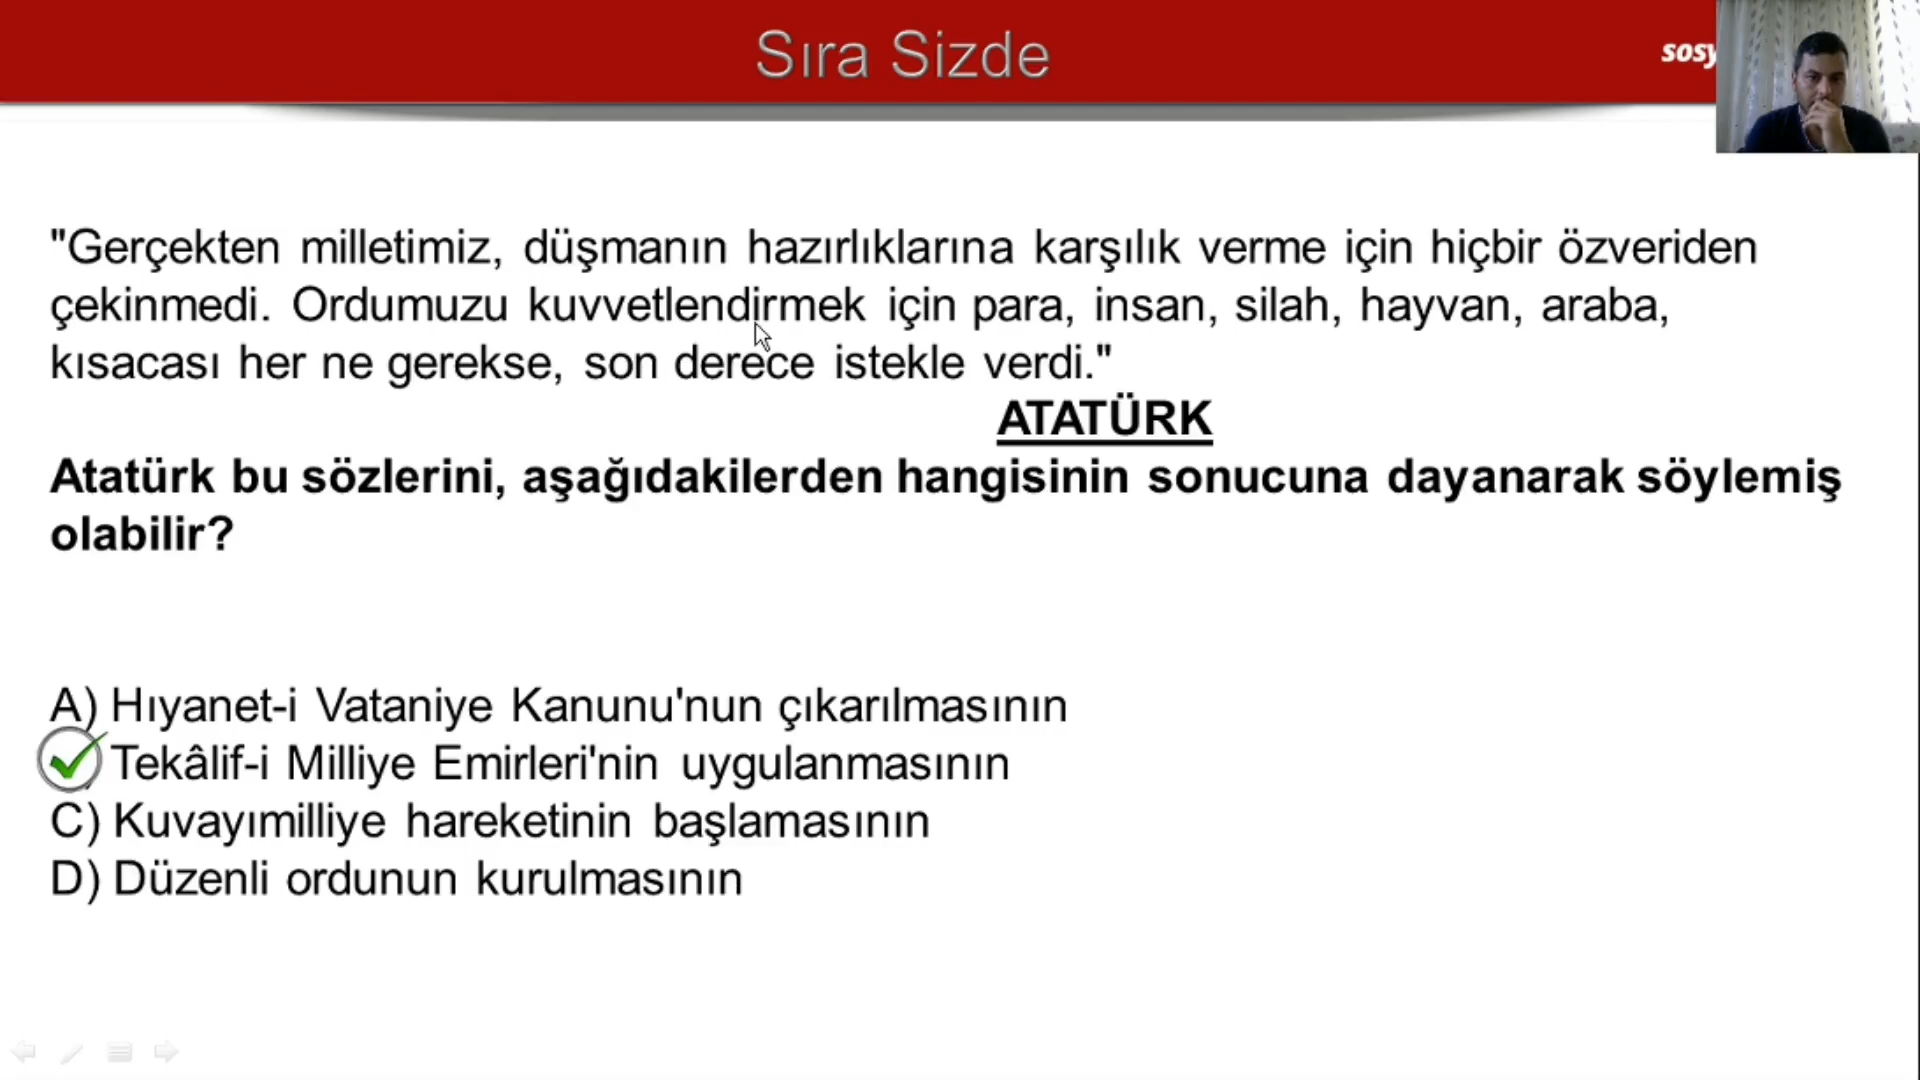 Sıra Sizde
sosy
"Gerçekten milletimiz, düşmanın hazırlıklarına karşılık verme için hiçbir özveriden
çekinmedi. Ordumuzu kuvvetlendirmek için para, insan, silah, hayvan, araba,
kısacası her ne gerekse, son derece istekle verdi."
ATATÜRK
Atatürk bu sözlerini, aşağıdakilerden hangisinin sonucuna dayanarak söylemiş
olabilir?
A) Hıyanet-i Vataniye Kanunu'nun çıkarılmasının
Tekâlif-i Milliye Emirleri'nin uygulanmasının
C) Kuvayımilliye hareketinin başlamasının
D) Düzenli ordunun kurulmasının